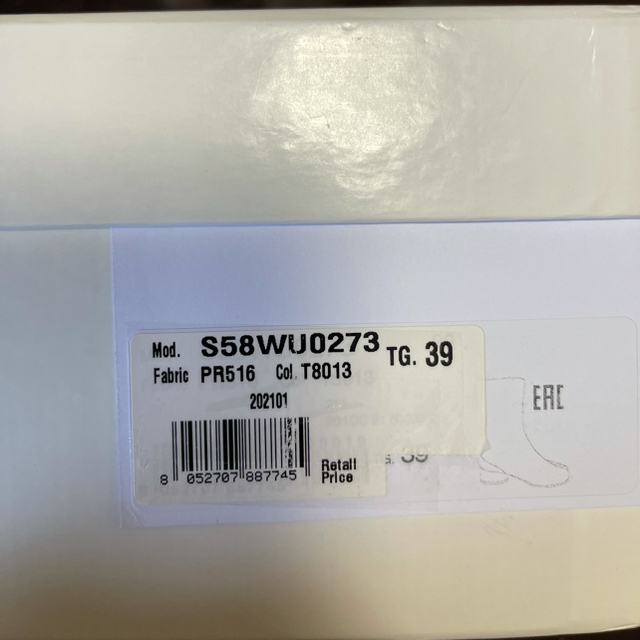 Mod. S58WU0273 TG. 39
Fabric PR516 Col. T8013
202101
8 052707 887745
Retail
Price
39
EAC